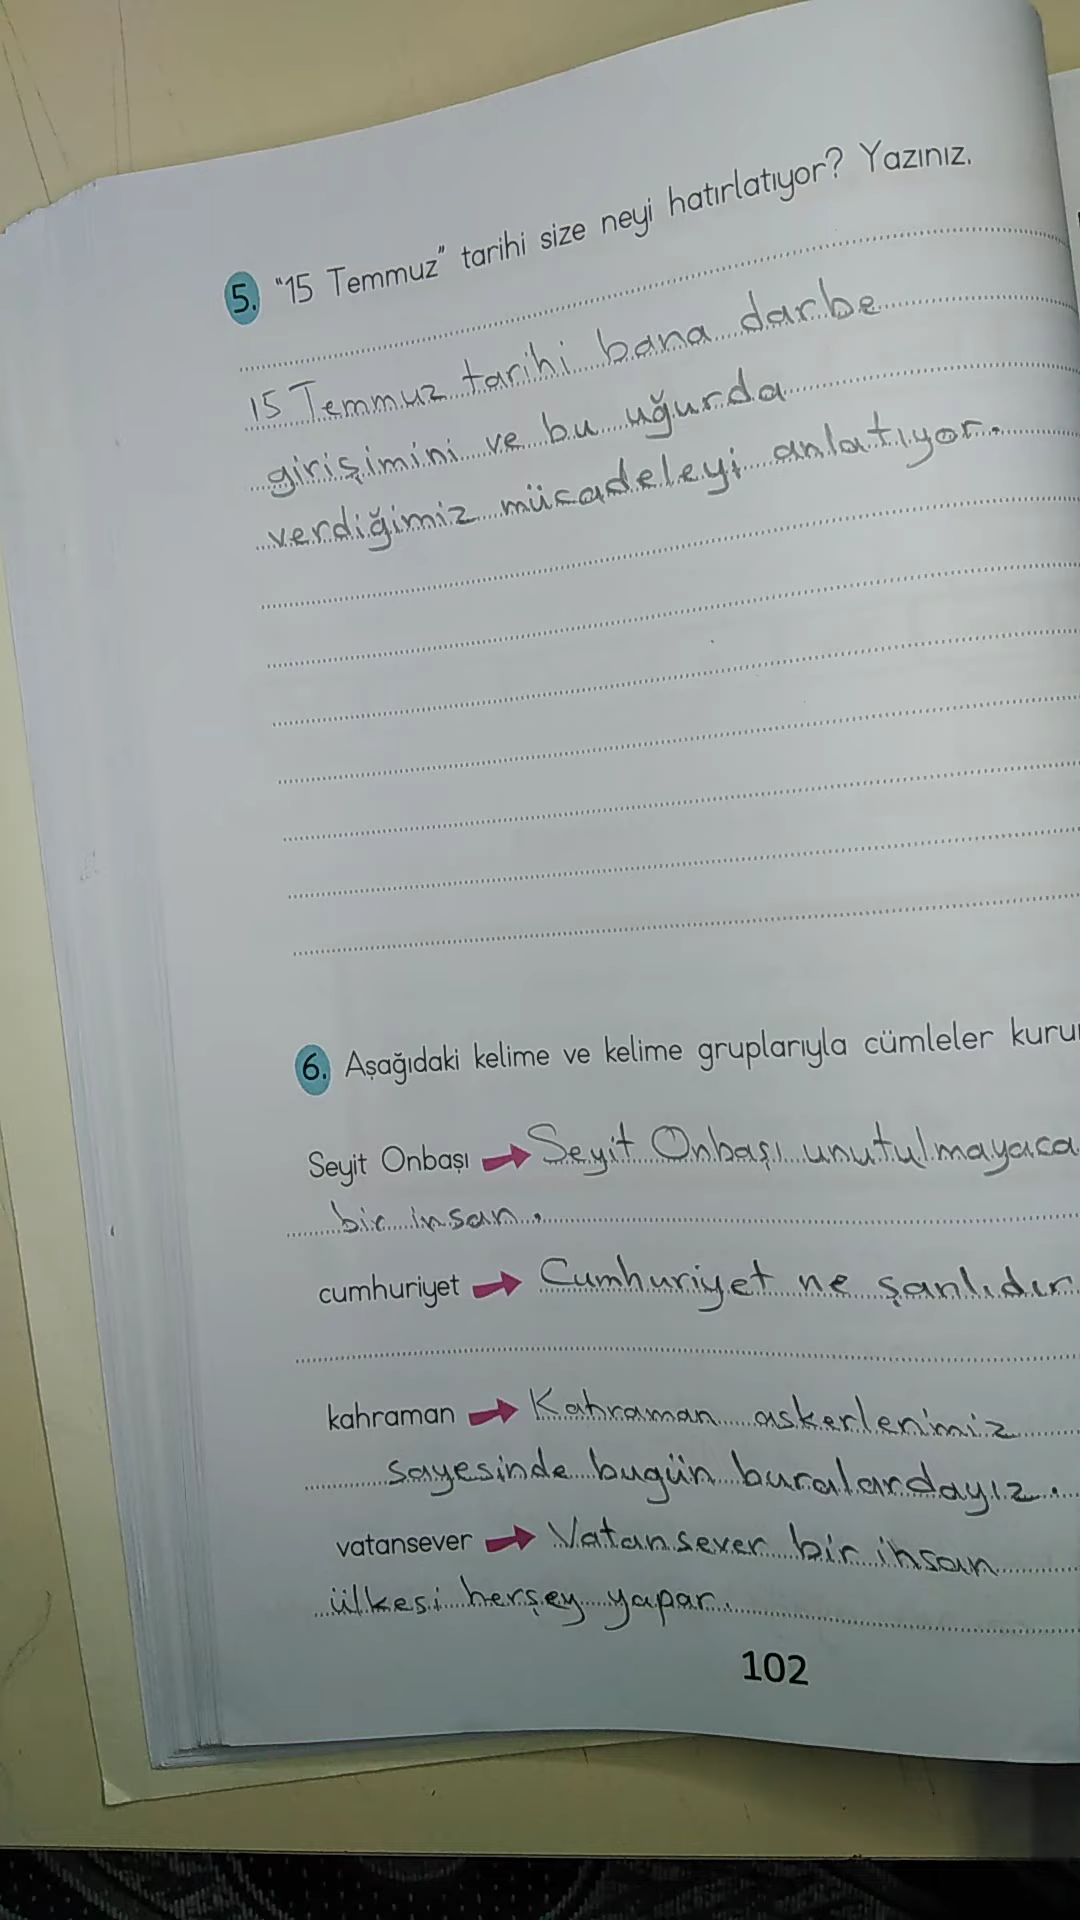 5. "15 Temmuz" tarihi size neyi hatırlatıyor? Yazınız.
15 Temmuz tarihi bana darbe
girişimini ve bu uğurda
verdiğimiz mücadeleyi anlatıyor.
6. Aşağıdaki kelime ve kelime gruplarıyla cümleler
Seyit Onbaşı Seyit Onbaşı
bir insan.
cumhuriyet Cumhuriyet ne şanlıdır
kahraman Kahraman askerlerimiz
sayesinde bugün buralardayız.
vatansever Vatansever bir insan
ülkesi herşey yapar.
102